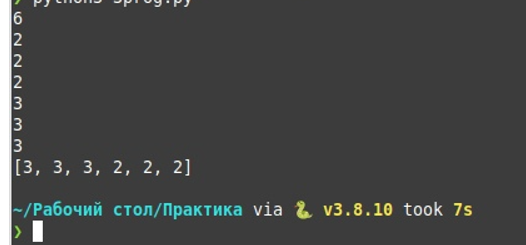 ❯ python3 3prog.py
6
2
2
2
3
3
3
[3, 3, 3, 2, 2, 2]
~/Рабочий стол/Практика via 🐍 v3.8.10 took 7s
❯